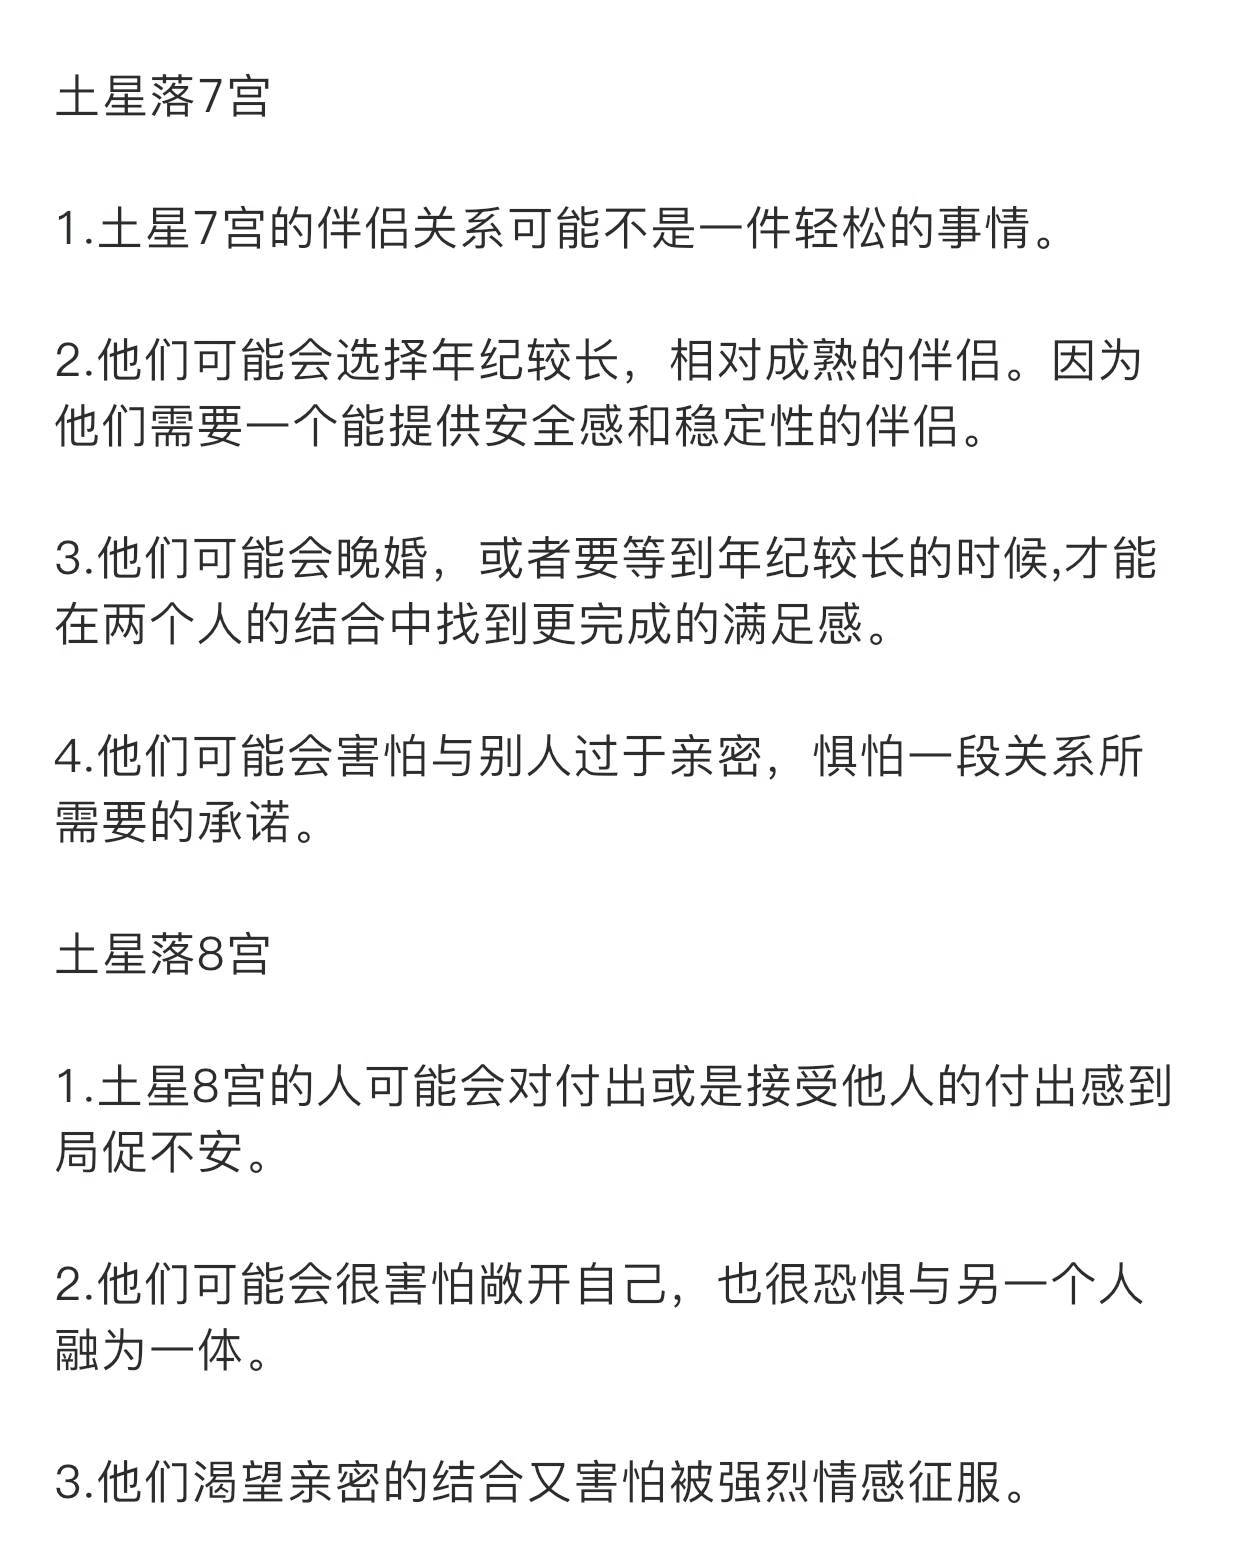 土星落7宫
1.土星7宫的伴侣关系可能不是一件轻松的事情。
2.他们可能会选择年纪较长，相对成熟的伴侣。因为
他们需要一个能提供安全感和稳定性的伴侣。
3.他们可能会晚婚，或者要等到年纪较长的时候,才能
在两个人的结合中找到更完成的满足感。
4.他们可能会害怕与别人过于亲密，惧怕一段关系所
需要的承诺。
土星落8宫
1.土星8宫的人可能会对付出或是接受他人的付出感到
局促不安。
2.他们可能会很害怕敞开自己，也很恐惧与另一个人
融为一体。
3.他们渴望亲密的结合又害怕被强烈情感征服。